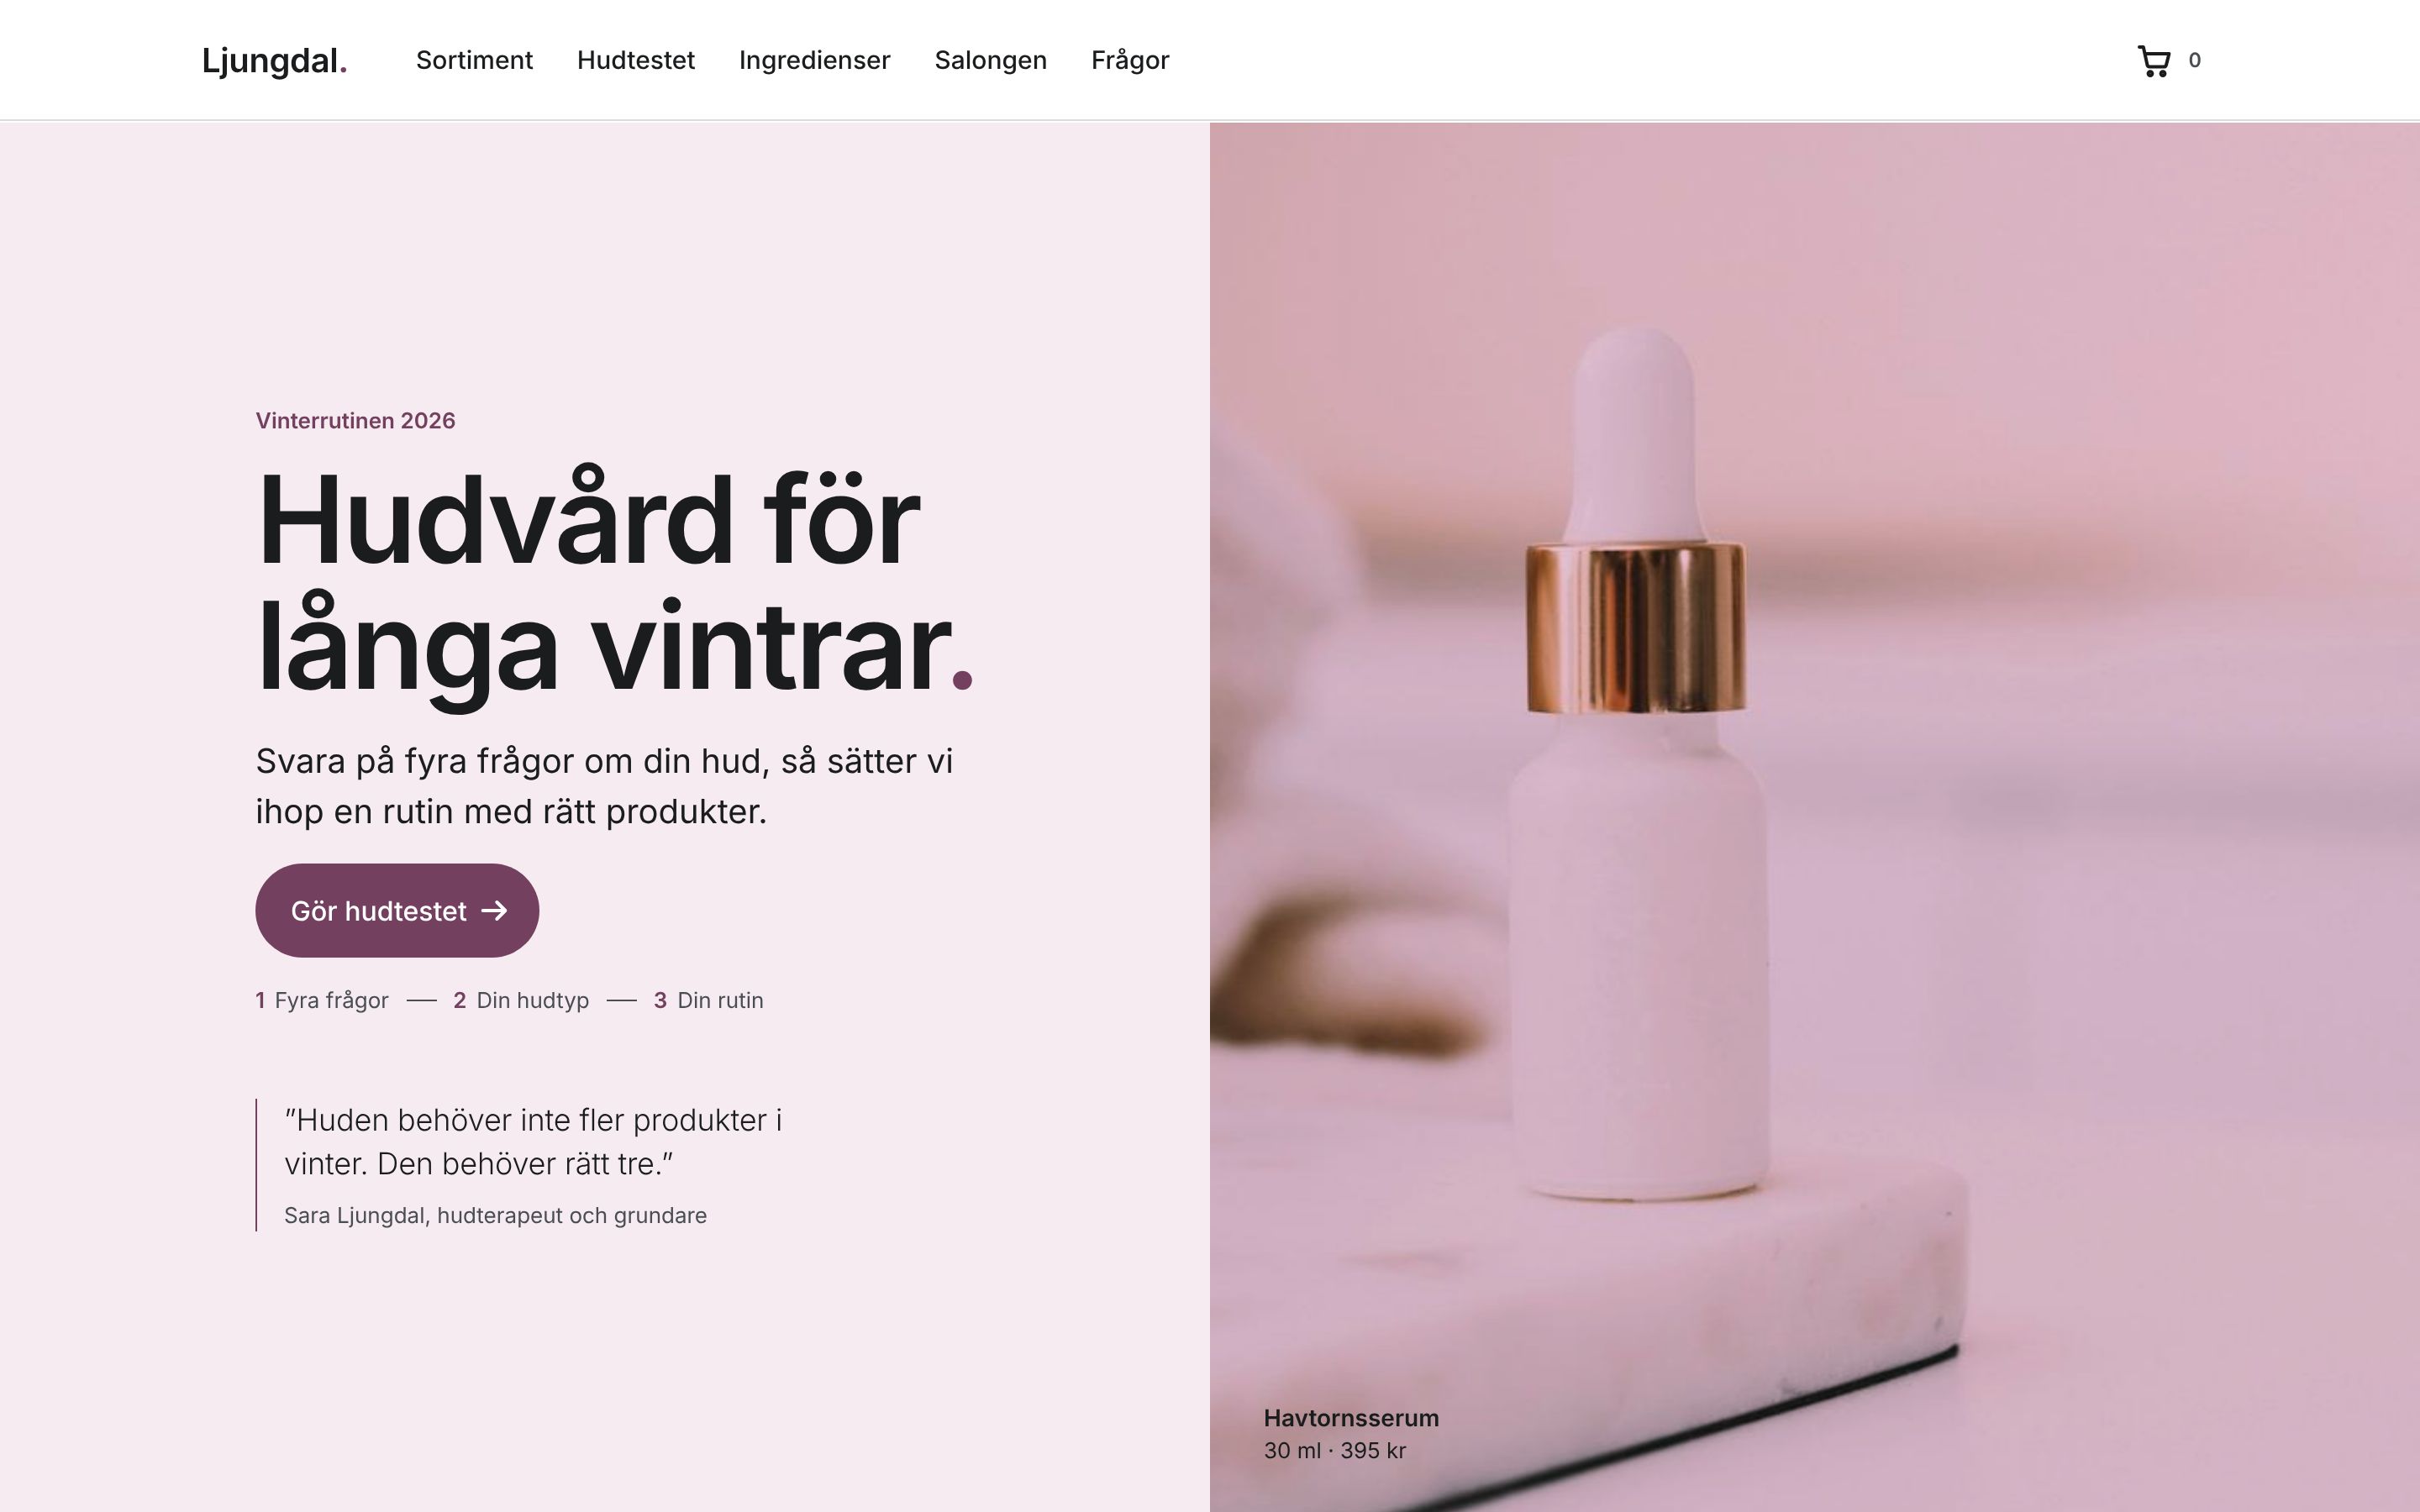 Ljungdal.
Sortiment
Hudtestet
Ingredienser
Salongen
Frågor
0
Vinterrutinen 2026
Hudvård för
långa vintrar.
Svara på fyra frågor om din hud, så sätter vi
ihop en rutin med rätt produkter.
Gör hudtestet →
1 Fyra frågor — 2 Din hudtyp — 3 Din rutin
”Huden behöver inte fler produkter i
vinter. Den behöver rätt tre.”
Sara Ljungdal, hudterapeut och grundare
Havtornsserum
30 ml · 395 kr